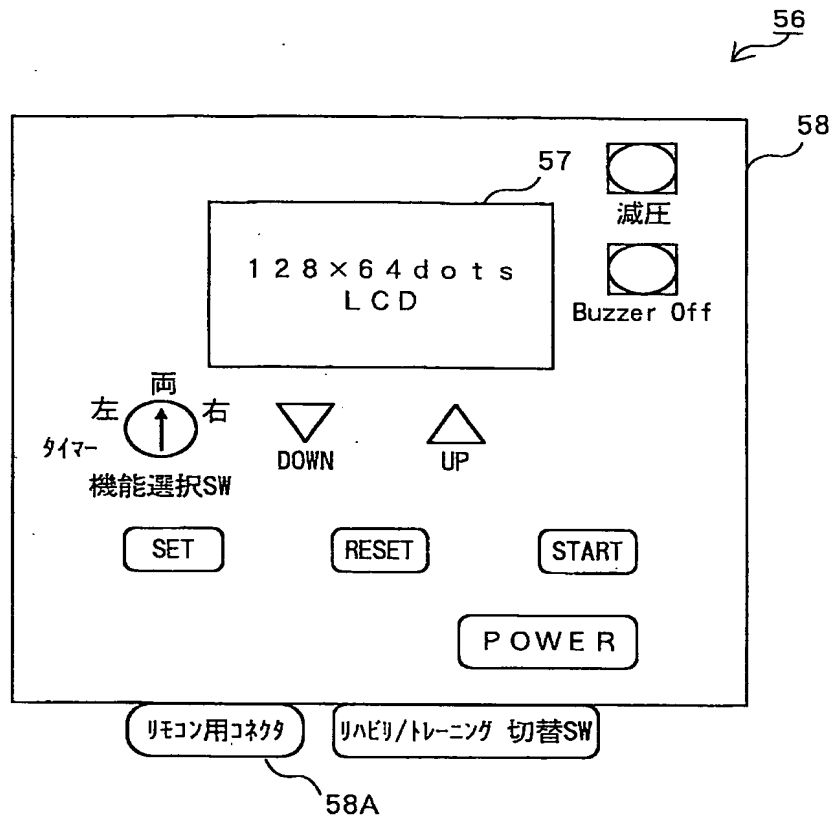 56
58
57
減圧
128×64dots
LCD
Buzzer Off
両
左 右
ﾀｲﾏｰ
機能選択SW
DOWN UP
SET RESET START
POWER
ﾘﾓｺﾝ用ｺﾈｸﾀ ﾘﾊﾋﾞﾘ/ﾄﾚｰﾆﾝｸﾞ 切替SW
58A